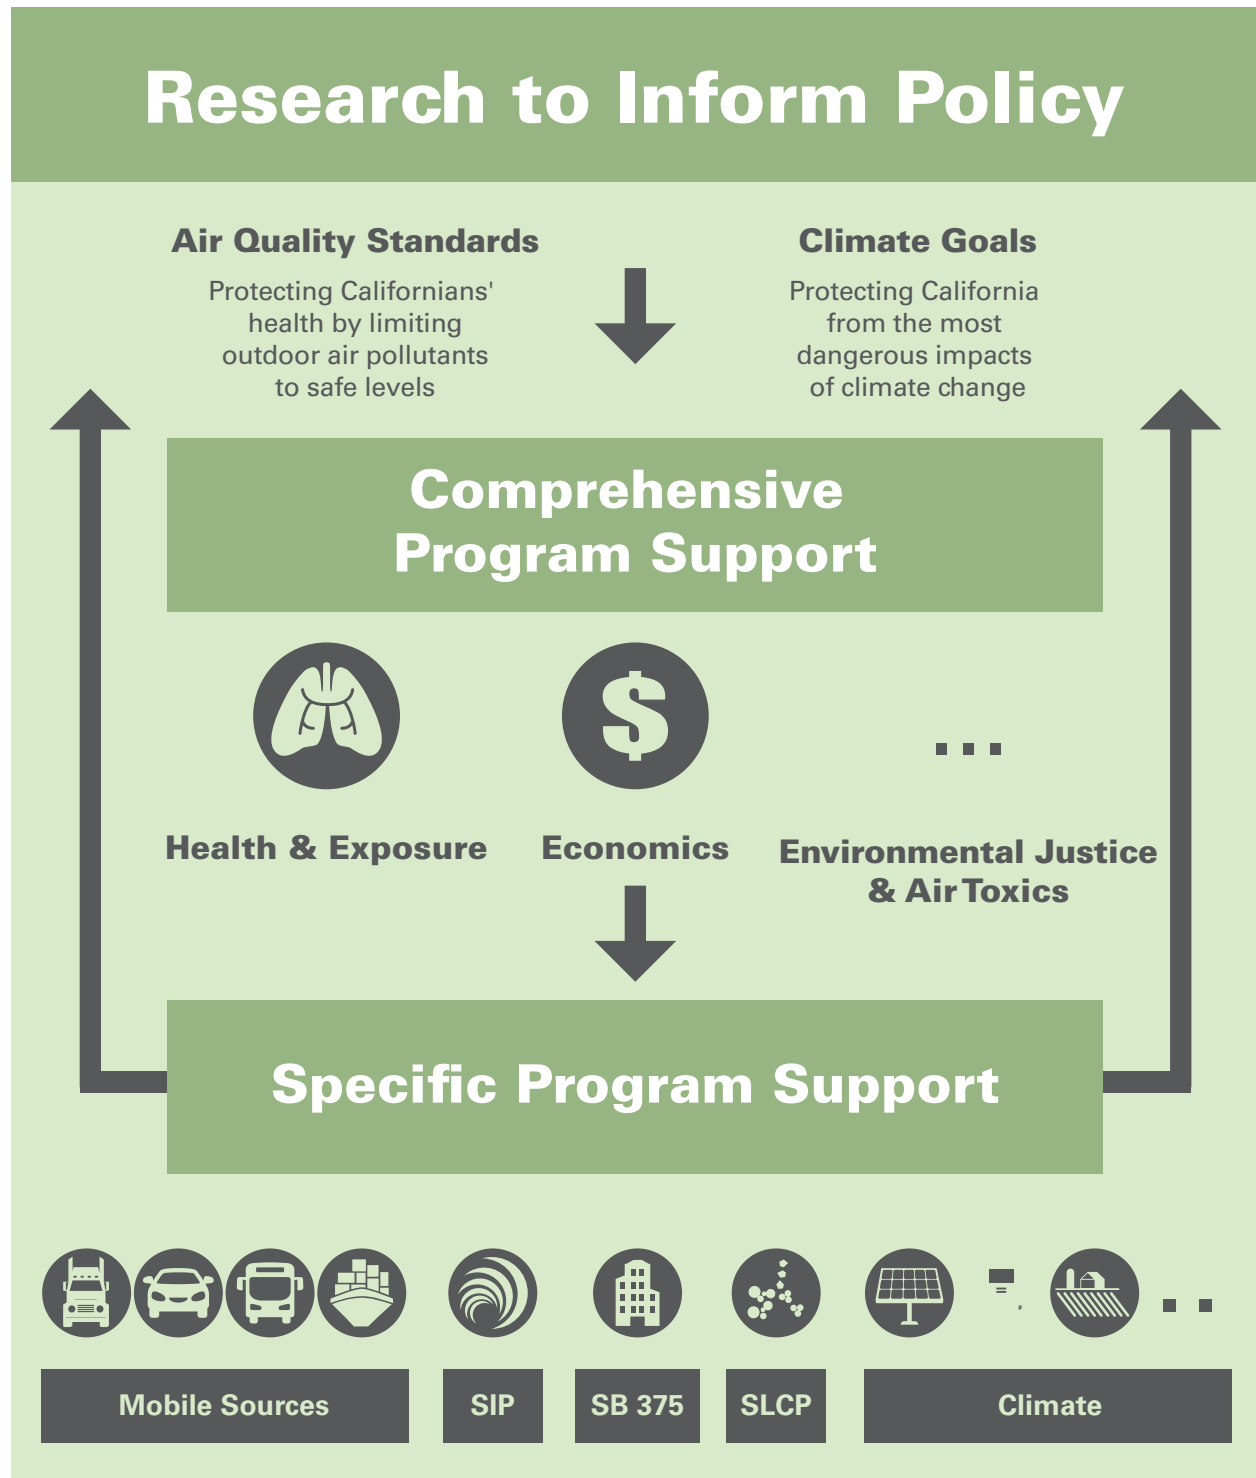 Research to Inform Policy
Air Quality Standards
Protecting Californians'
health by limiting
outdoor air pollutants
to safe levels
Climate Goals
Protecting California
from the most
dangerous impacts
of climate change
Comprehensive
Program Support
$
...
Health & Exposure
Economics
Environmental Justice
& Air Toxics
Specific Program Support
Mobile Sources
SIP
SB 375
SLCP
Climate